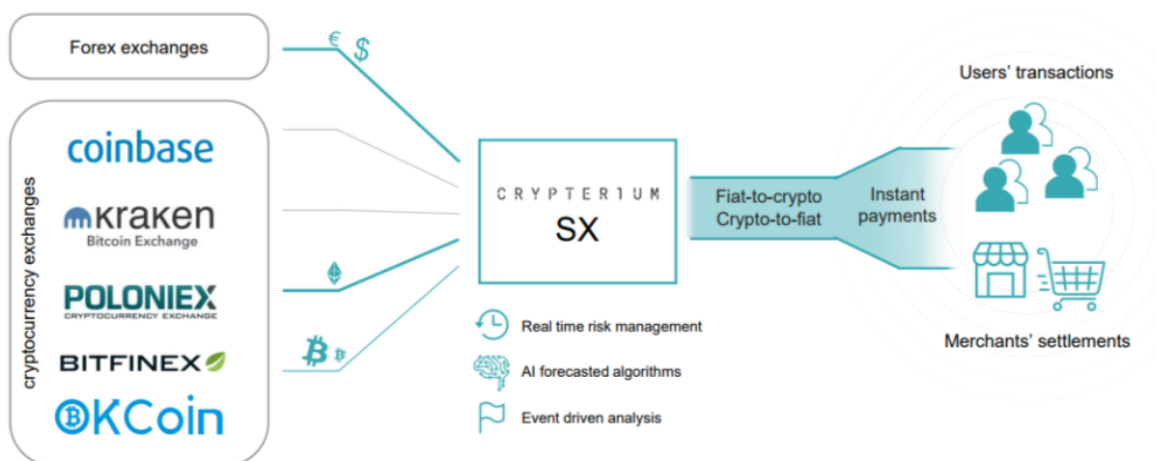 Forex exchanges
€ $
cryptocurrency exchanges
coinbase
kraken
Bitcoin Exchange
POLONIEX
CRYPTOCURRENCY EXCHANGE
BITFINEX
OKCoin
CRYPTERIUM
SX
Real time risk management
AI forecasted algorithms
Event driven analysis
Fiat-to-crypto
Crypto-to-fiat
Instant
payments
Users' transactions
Merchants' settlements